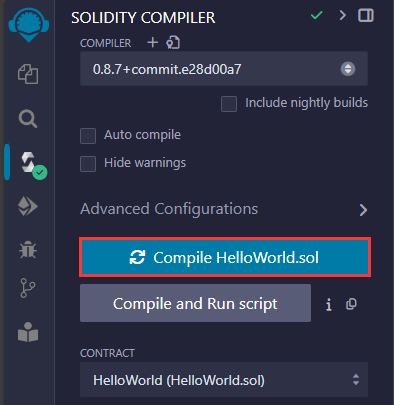 SOLIDITY COMPILER
COMPILER
0.8.7+commit.e28d00a7
Include nightly builds
Auto compile
Hide warnings
Advanced Configurations
Compile HelloWorld.sol
Compile and Run script
CONTRACT
HelloWorld (HelloWorld.sol)